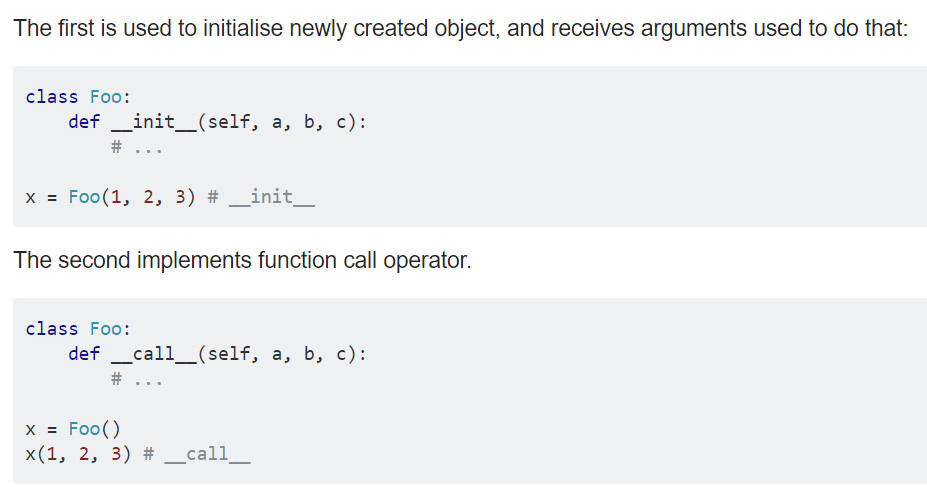 The first is used to initialise newly created object, and receives arguments used to do that:
class Foo:
    def __init__(self, a, b, c):
        # ...
x = Foo(1, 2, 3) # __init__
The second implements function call operator.
class Foo:
    def __call__(self, a, b, c):
        # ...
x = Foo()
x(1, 2, 3) # __call__